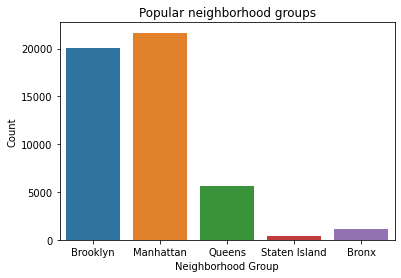 Popular neighborhood groups
Count
20000
15000
10000
5000
0
Brooklyn Manhattan Queens Staten Island Bronx
Neighborhood Group